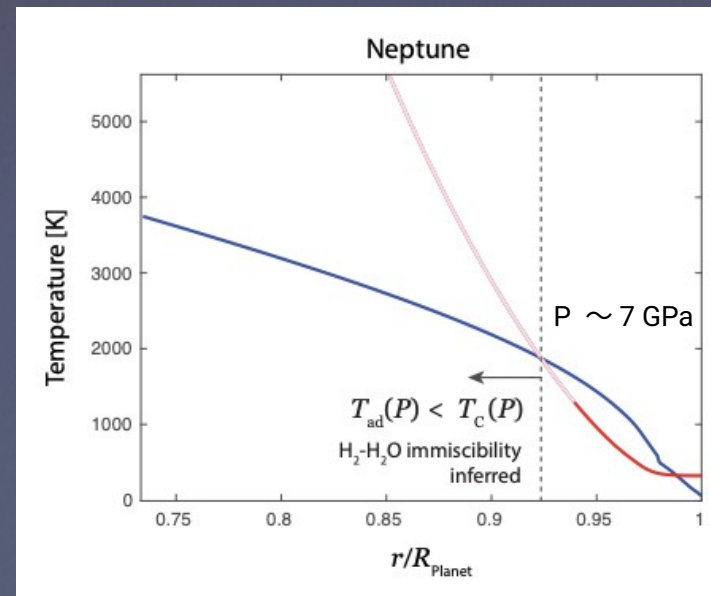 Neptune
5000
4000
3000
2000
1000
0
Temperature [K]
P ～ 7 GPa
T_ad(P) < T_C(P)
H₂-H₂O immiscibility
inferred
0.75 0.8 0.85 0.9 0.95 1
r/R_Planet